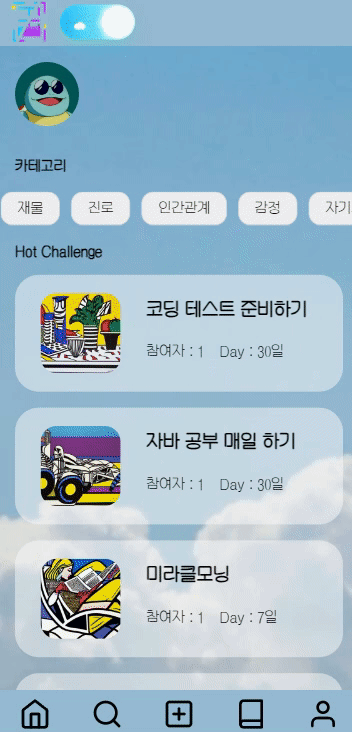 카테고리
재물 진로 인간관계 감정 자기
Hot Challenge
코딩 테스트 준비하기
참여자 : 1 Day : 30일
자바 공부 매일 하기
참여자 : 1 Day : 30일
미라클모닝
참여자 : 1 Day : 7일